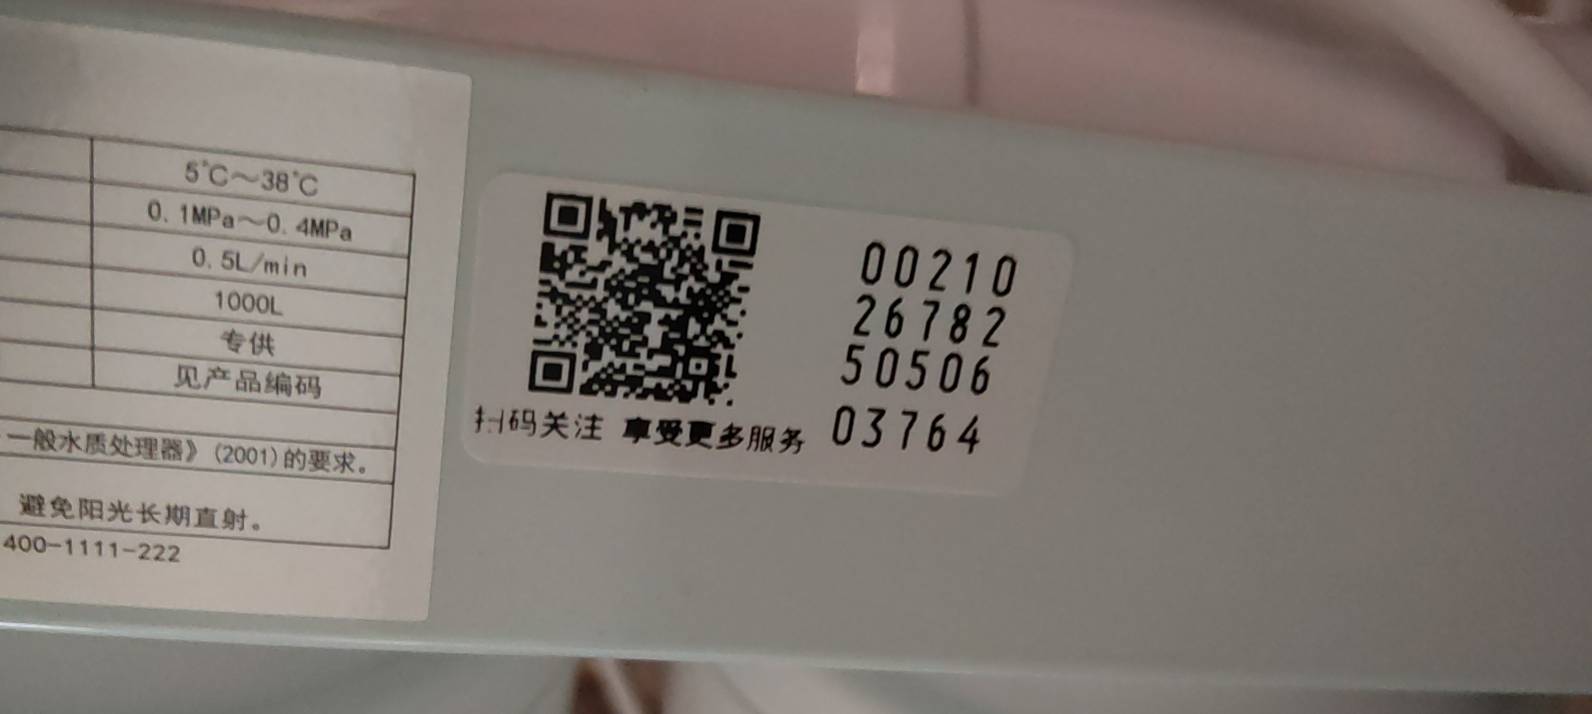 5℃~38℃
0.1MPa~0.4MPa
0.5L/min
1000L
专供
见产品编码
一般水质处理器》(2001)的要求。
避免阳光长期直射。
400-1111-222
扫码关注 享受更多服务
00210
26782
50506
03764